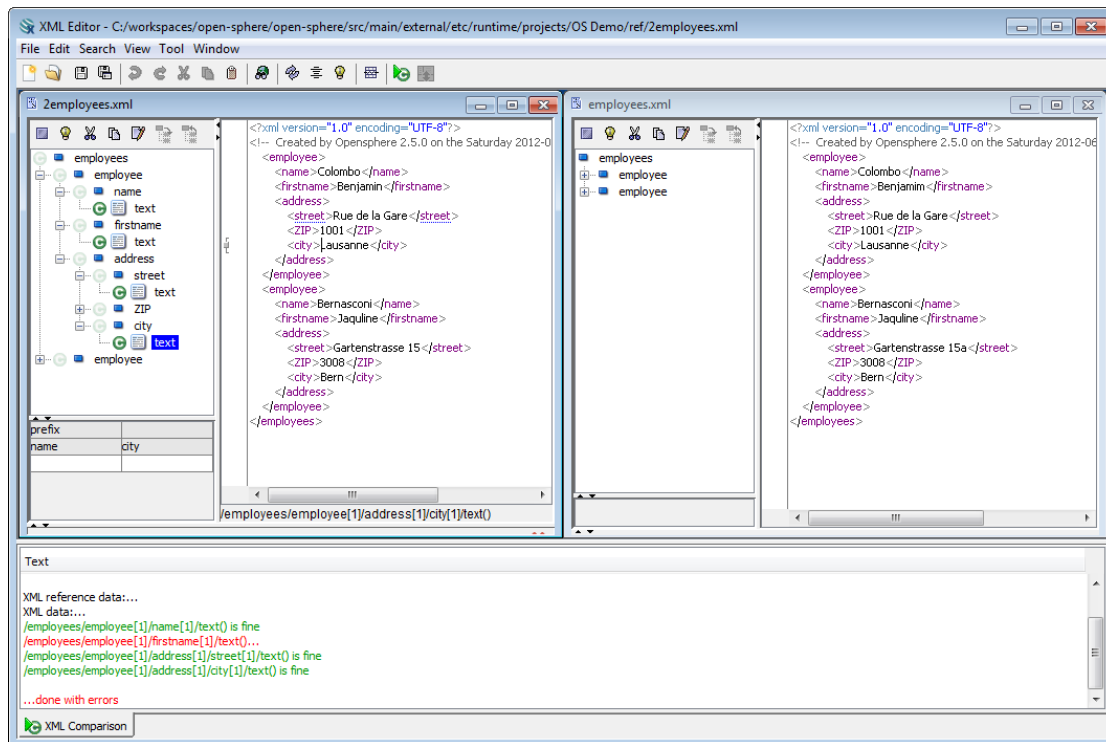 XML Editor - C:/workspaces/open-sphere/open-sphere/src/main/external/etc/runtime/projects/OS Demo/ref/2employees.xml
File Edit Search View Tool Window
2employees.xml
employees
employee
name
text
firstname
text
address
street
text
ZIP
city
text
employee
prefix
name city
<?xml version="1.0" encoding="UTF-8"?>
<!-- Created by Opensphere 2.5.0 on the Saturday 2012-0
<employee>
<name>Colombo</name>
<firstname>Benjamin</firstname>
<address>
<street>Rue de la Gare</street>
<ZIP>1001</ZIP>
<city>Lausanne</city>
</address>
</employee>
<employee>
<name>Bernasconi</name>
<firstname>Jaquline</firstname>
<address>
<street>Gartenstrasse 15</street>
<ZIP>3008</ZIP>
<city>Bern</city>
</address>
</employee>
</employees>
/employees/employee[1]/address[1]/city[1]/text()
employees.xml
employees
employee
employee
<?xml version="1.0" encoding="UTF-8"?>
<!-- Created by Opensphere 2.5.0 on the Saturday 2012-06
<employee>
<name>Colombo</name>
<firstname>Benjamim</firstname>
<address>
<street>Rue de la Gare</street>
<ZIP>1001</ZIP>
<city>Lausanne</city>
</address>
</employee>
<employee>
<name>Bernasconi</name>
<firstname>Jaquline</firstname>
<address>
<street>Gartenstrasse 15a</street>
<ZIP>3008</ZIP>
<city>Bern</city>
</address>
</employee>
</employees>
Text
XML reference data:...
XML data:...
/employees/employee[1]/name[1]/text() is fine
/employees/employee[1]/firstname[1]/text()...
/employees/employee[1]/address[1]/street[1]/text() is fine
/employees/employee[1]/address[1]/city[1]/text() is fine
...done with errors
XML Comparison